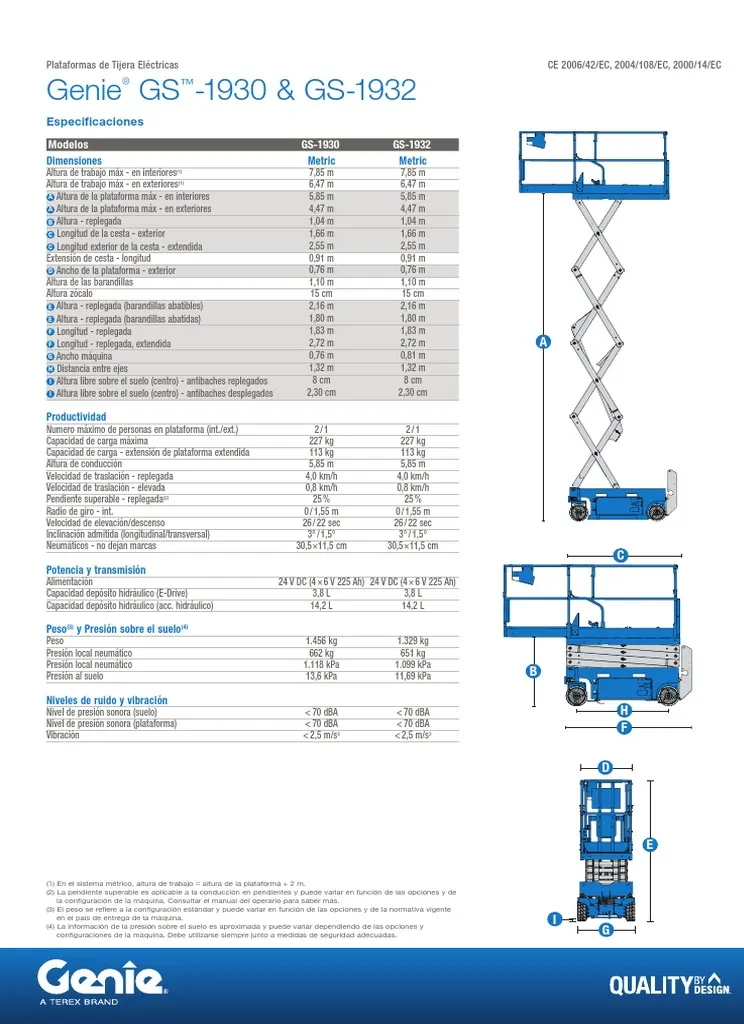 Plataformas de Tijera Eléctricas
CE 2006/42/EC, 2004/108/EC, 2000/14/EC
Genie® GS™-1930 & GS-1932
Especificaciones
Modelos GS-1930 GS-1932
Dimensiones Metric Metric
Altura de trabajo máx - en interiores(1) 7,85 m 7,85 m
Altura de trabajo máx - en exteriores(1) 6,47 m 6,47 m
A Altura de la plataforma máx - en interiores 5,85 m 5,85 m
A Altura de la plataforma máx - en exteriores 4,47 m 4,47 m
B Altura - replegada 1,04 m 1,04 m
C Longitud de la cesta - exterior 1,66 m 1,66 m
C Longitud exterior de la cesta - extendida 2,55 m 2,55 m
Extensión de cesta - longitud 0,91 m 0,91 m
D Ancho de la plataforma - exterior 0,76 m 0,76 m
Altura de las barandillas 1,10 m 1,10 m
Altura zócalo 15 cm 15 cm
E Altura - replegada (barandillas abatibles) 2,16 m 2,16 m
E Altura - replegada (barandillas abatidas) 1,80 m 1,80 m
F Longitud - replegada 1,83 m 1,83 m
F Longitud - replegada, extendida 2,72 m 2,72 m
G Ancho máquina 0,76 m 0,81 m
H Distancia entre ejes 1,32 m 1,32 m
I Altura libre sobre el suelo (centro) - antibaches replegados 8 cm 8 cm
I Altura libre sobre el suelo (centro) - antibaches desplegados 2,30 cm 2,30 cm
Productividad
Numero máximo de personas en plataforma (int./ext.) 2 / 1 2 / 1
Capacidad de carga máxima 227 kg 227 kg
Capacidad de carga - extensión de plataforma extendida 113 kg 113 kg
Altura de conducción 5,85 m 5,85 m
Velocidad de traslación - replegada 4,0 km/h 4,0 km/h
Velocidad de traslación - elevada 0,8 km/h 0,8 km/h
Pendiente superable - replegada(2) 25 % 25 %
Radio de giro - int. 0 / 1,55 m 0 / 1,55 m
Velocidad de elevación/descenso 26 / 22 sec 26 / 22 sec
Inclinación admitida (longitudinal/transversal) 3° / 1,5° 3° / 1,5°
Neumáticos - no dejan marcas 30,5 × 11,5 cm 30,5 × 11,5 cm
Potencia y transmisión
Alimentación 24 V DC (4 × 6 V 225 Ah) 24 V DC (4 × 6 V 225 Ah)
Capacidad depósito hidráulico (E-Drive) 3,8 L 3,8 L
Capacidad depósito hidráulico (acc. hidráulico) 14,2 L 14,2 L
Peso(3) y Presión sobre el suelo(4)
Peso 1.456 kg 1.329 kg
Presión local neumático 662 kg 651 kg
Presión local neumático 1.118 kPa 1.099 kPa
Presión al suelo 13,6 kPa 11,69 kPa
Niveles de ruido y vibración
Nivel de presión sonora (suelo) < 70 dBA < 70 dBA
Nivel de presión sonora (plataforma) < 70 dBA < 70 dBA
Vibración < 2,5 m/s² < 2,5 m/s²
A
C
B
H
F
D
E
I
G
(1) En el sistema métrico, altura de trabajo = altura de la plataforma + 2 m.
(2) La pendiente superable es aplicable a la conducción en pendientes y puede variar en función de las opciones y de
la configuración de la máquina. Consultar el manual del operario para saber más.
(3) El peso se refiere a la configuración estándar y puede variar en función de las opciones y de la normativa vigente
en el país de entrega de la máquina.
(4) La información de la presión sobre el suelo es aproximada y puede variar dependiendo de las opciones y
configuraciones de la máquina. Debe utilizarse siempre junto a medidas de seguridad adecuadas.
Genie®
A TEREX BRAND
QUALITY BY DESIGN.